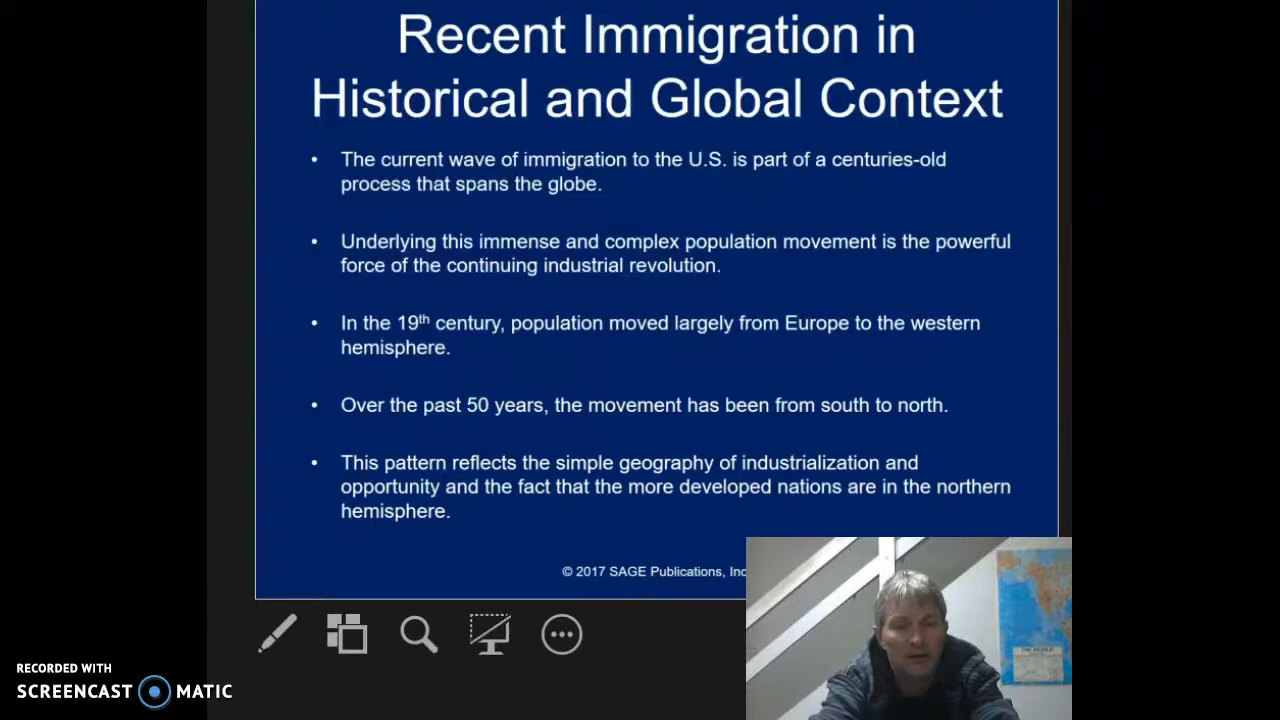 Recent Immigration in
Historical and Global Context
• The current wave of immigration to the U.S. is part of a centuries-old
process that spans the globe.
• Underlying this immense and complex population movement is the powerful
force of the continuing industrial revolution.
• In the 19th century, population moved largely from Europe to the western
hemisphere.
• Over the past 50 years, the movement has been from south to north.
• This pattern reflects the simple geography of industrialization and
opportunity and the fact that the more developed nations are in the northern
hemisphere.
© 2017 SAGE Publications, Inc
THE WORLD
RECORDED WITH
SCREENCAST MATIC